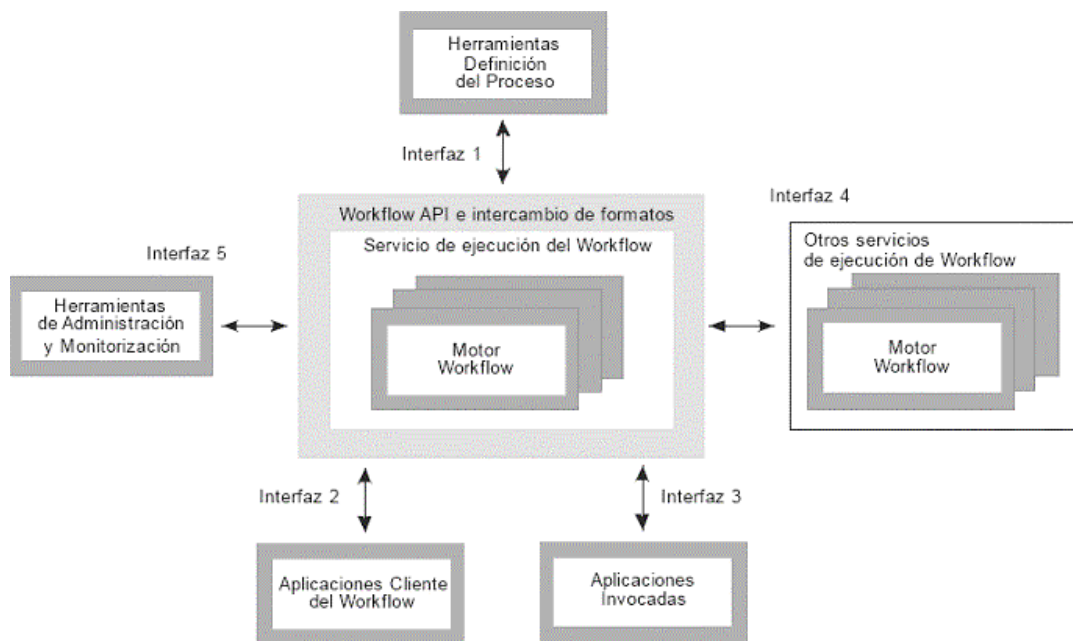 Herramientas
Definición
del Proceso
Interfaz 1
Interfaz 4
Workflow API e intercambio de formatos
Servicio de ejecución del Workflow
Motor
Workflow
Otros servicios
de ejecución de Workflow
Motor
Workflow
Interfaz 5
Herramientas
de Administración
y Monitorización
Interfaz 2
Interfaz 3
Aplicaciones Cliente
del Workflow
Aplicaciones
Invocadas